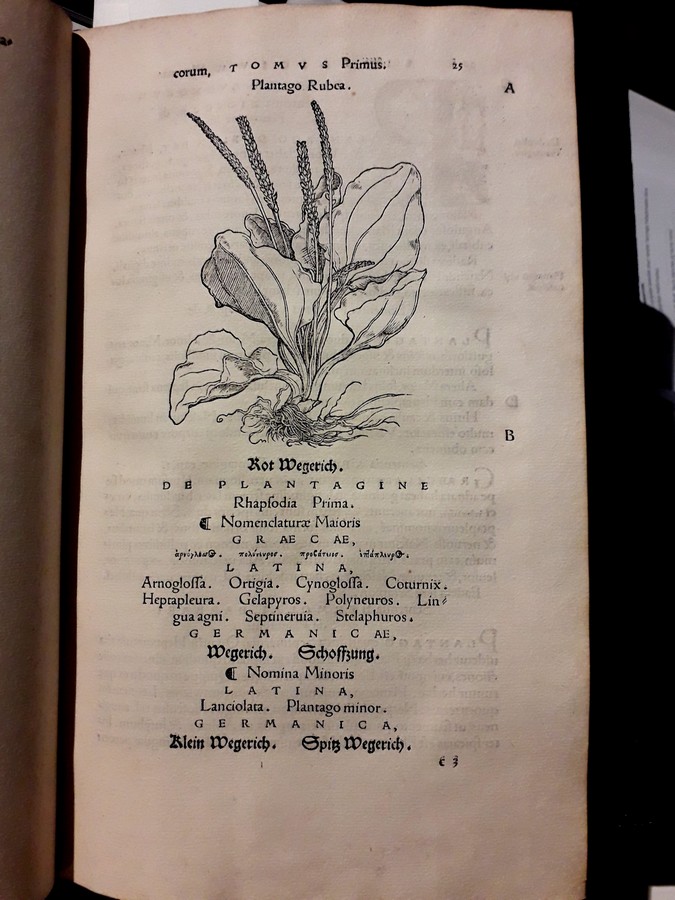 corum, TOMVS Primus. 25
Plantago Rubea.
A
B
Rot Wegerich.
DE PLANTAGINE
Rhapſodia Prima.
¶ Nomenclaturæ Maioris
GRAECAE,
LATINA,
Arnogloſſa. Ortigia. Cynogloſſa. Coturnix.
Heptapleura. Gelapyros. Polyneuros. Lin⸗
gua agni. Septineruia. Stelaphuros.
GERMANICAE,
Wegerich. Schoffzung.
¶ Nomina Minoris
LATINA,
Lanciolata. Plantago minor.
GERMANICA,
Klein Wegerich. Spitz Wegerich.
c 3